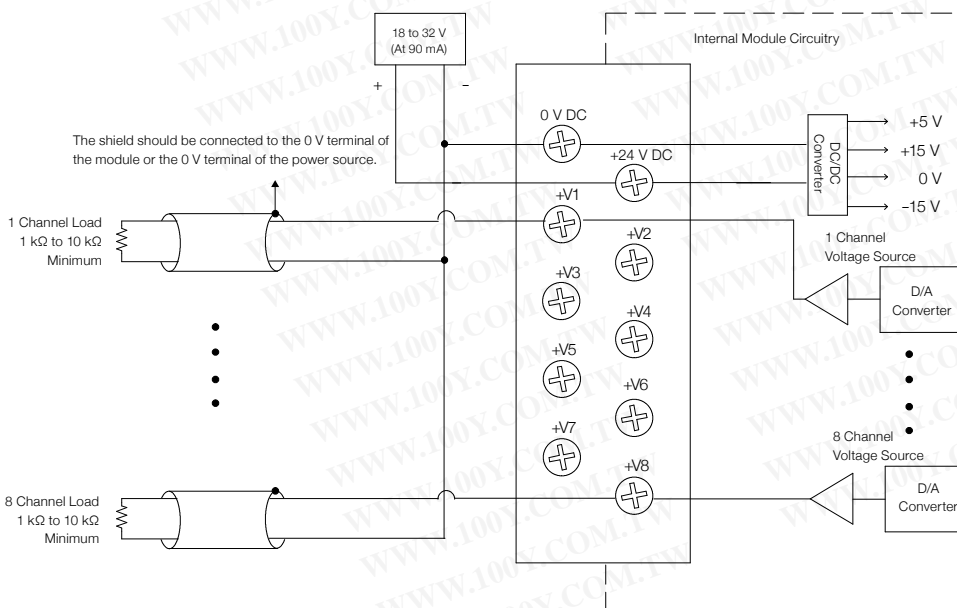 18 to 32 V
(At 90 mA)
Internal Module Circuitry
+
–
0 V DC
+24 V DC
DC/DC
Converter
+5 V
+15 V
0 V
–15 V
The shield should be connected to the 0 V terminal of
the module or the 0 V terminal of the power source.
1 Channel Load
1 kΩ to 10 kΩ
Minimum
+V1
+V2
+V3
+V4
+V5
+V6
+V7
+V8
1 Channel
Voltage Source
D/A
Converter
8 Channel
Voltage Source
D/A
Converter
8 Channel Load
1 kΩ to 10 kΩ
Minimum
WWW.100Y.COM.TW